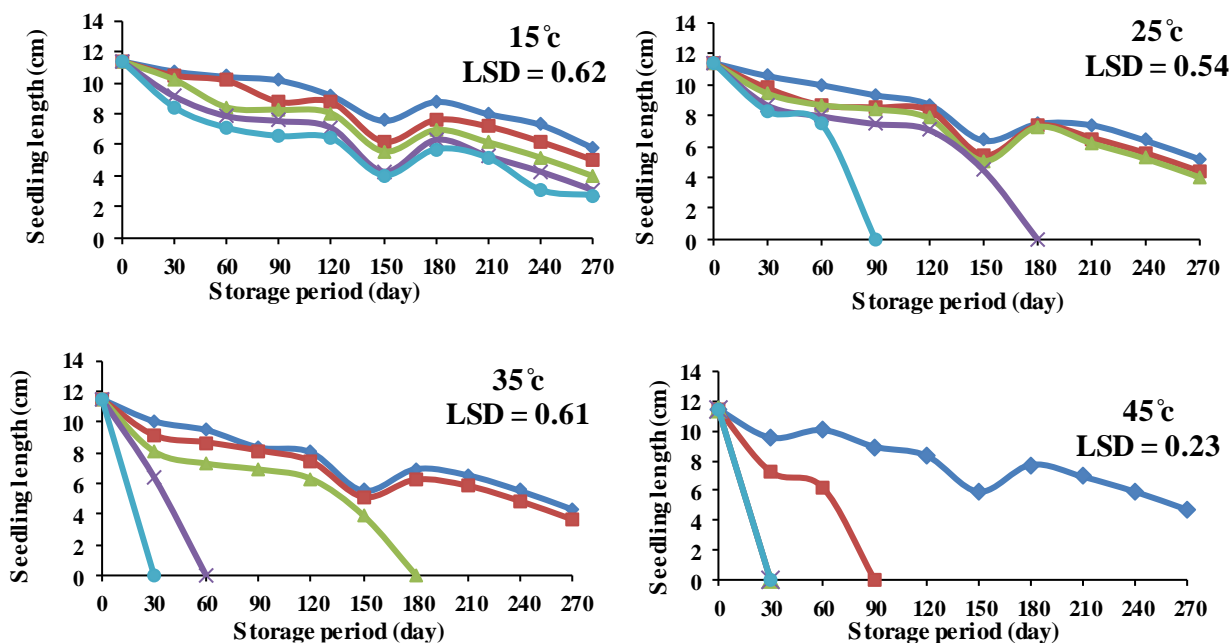 15°c
LSD = 0.62
Seedling length (cm)
14
12
10
8
6
4
2
0
0 30 60 90 120 150 180 210 240 270
Storage period (day)
25°c
LSD = 0.54
Seedling length (cm)
14
12
10
8
6
4
2
0
0 30 60 90 120 150 180 210 240 270
Storage period (day)
35°c
LSD = 0.61
Seedling length (cm)
14
12
10
8
6
4
2
0
0 30 60 90 120 150 180 210 240 270
Storage period (day)
45°c
LSD = 0.23
Seedling length (cm)
14
12
10
8
6
4
2
0
0 30 60 90 120 150 180 210 240 270
Storage period (day)